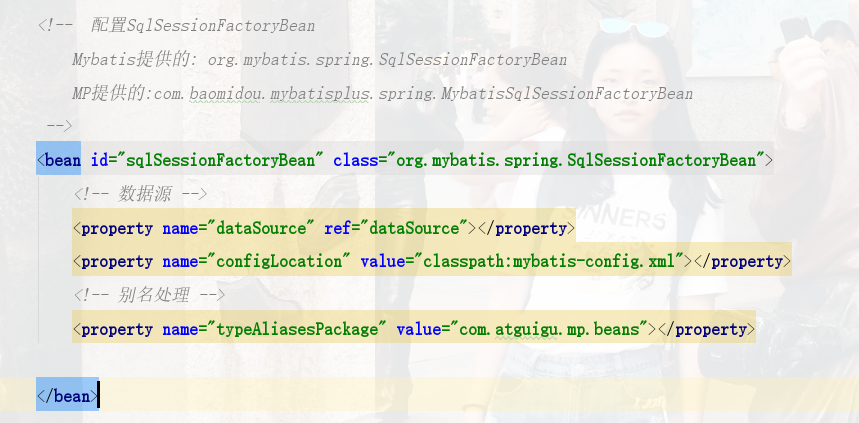 <!--  配置SqlSessionFactoryBean
Mybatis提供的: org.mybatis.spring.SqlSessionFactoryBean
MP提供的:com.baomidou.mybatisplus.spring.MybatisSqlSessionFactoryBean
-->
<bean id="sqlSessionFactoryBean" class="org.mybatis.spring.SqlSessionFactoryBean">
<!-- 数据源 -->
<property name="dataSource" ref="dataSource"></property>
<property name="configLocation" value="classpath:mybatis-config.xml"></property>
<!-- 别名处理 -->
<property name="typeAliasesPackage" value="com.atguigu.mp.beans"></property>
</bean>